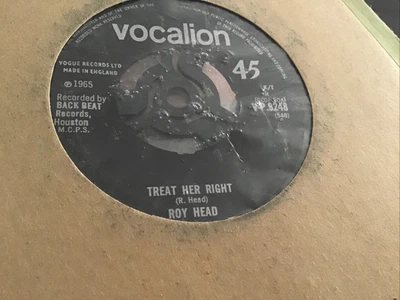 vocalion
VOGUE RECORDS LTD
MADE IN ENGLAND
45
℗1965
Recorded by
BACK BEAT
Records,
Houston
M.C.P.S.
9248
TREAT HER RIGHT
(R. Head)
ROY HEAD